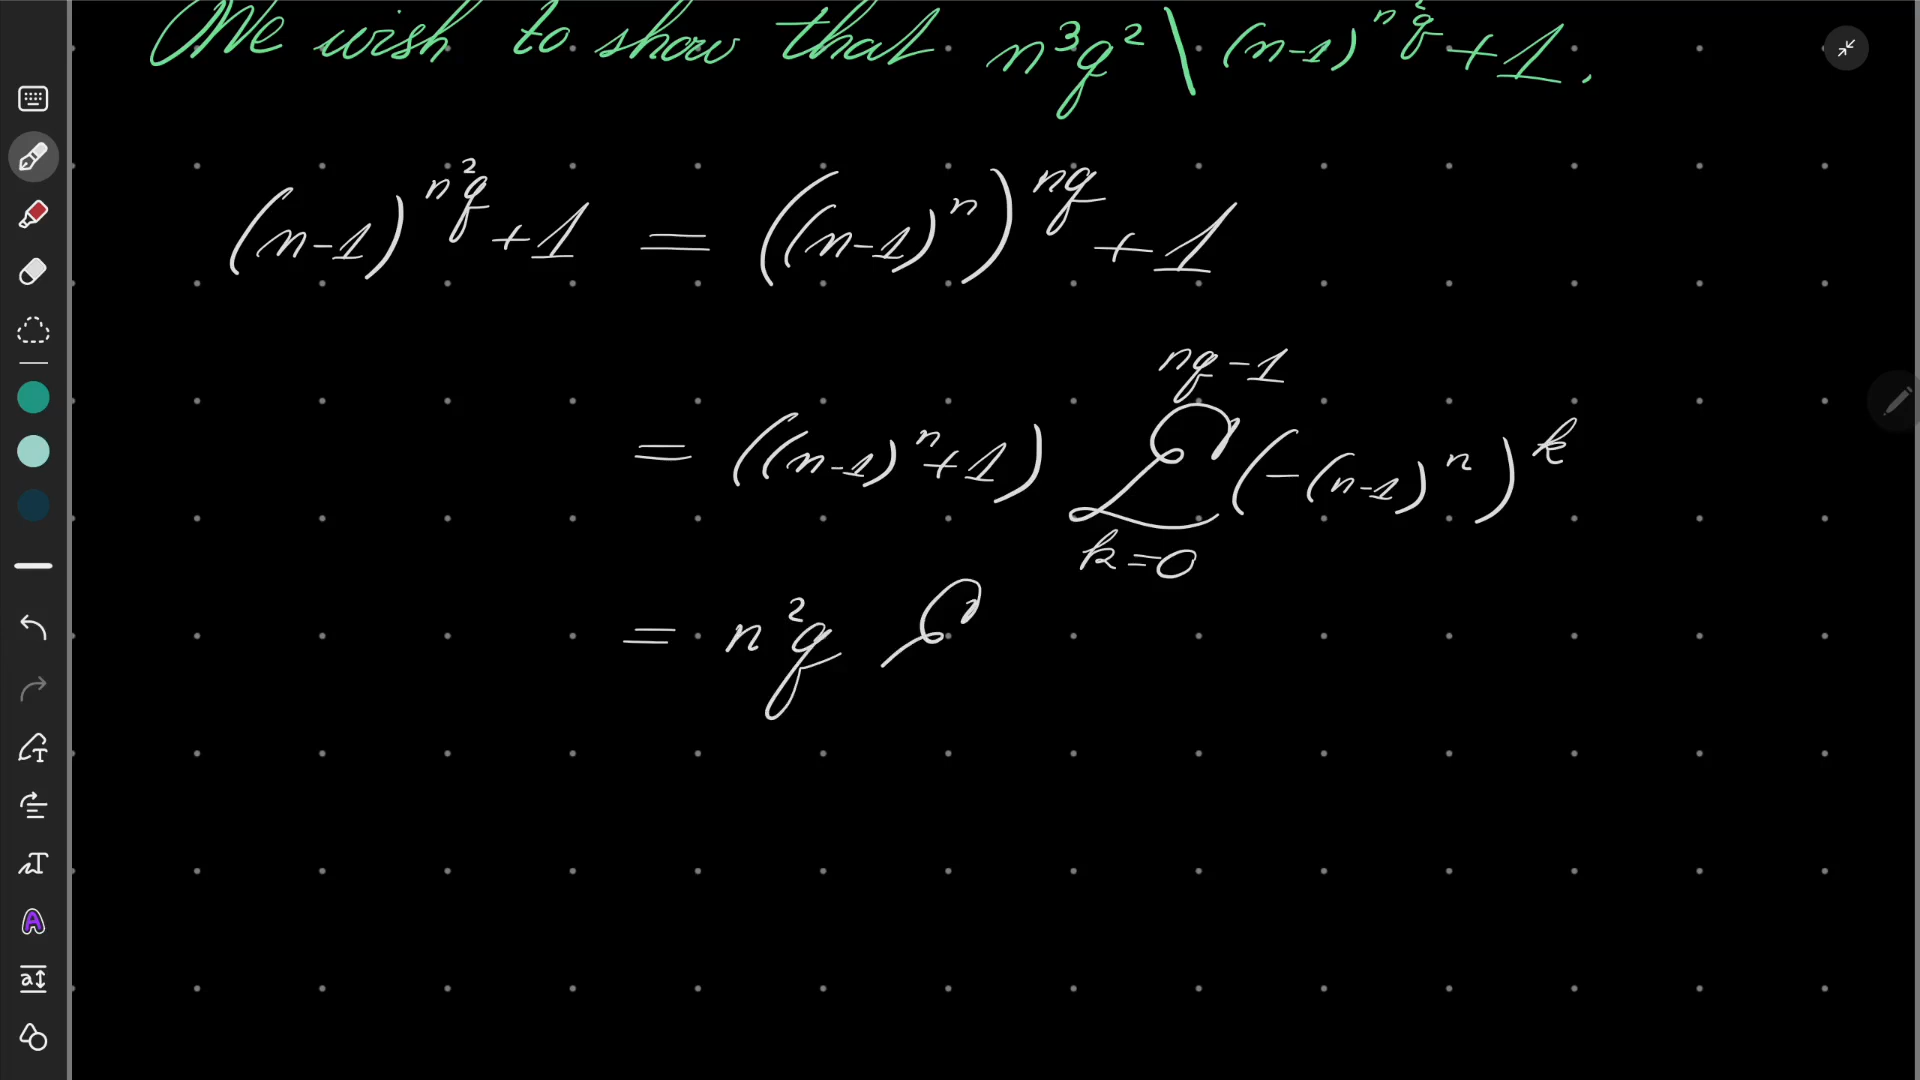 We wish to show that n³q² \ (n-1)^{n²q} + 1.
(n-1)^{n²q} + 1 = ((n-1)^n)^{nq} + 1
= ((n-1)^n + 1) ∑_{k=0}^{nq-1} (-(n-1)^n)^k
= n²q